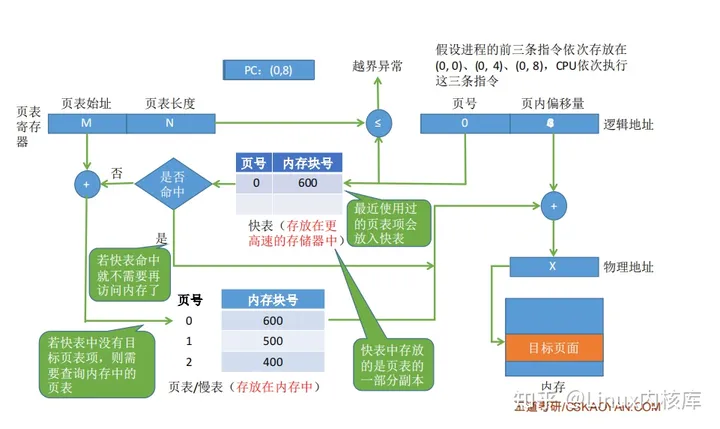 假设进程的前三条指令依次存放在
(0, 0)、(0, 4)、(0, 8)，CPU依次执行
这三条指令
PC：(0,8)
越界异常
页表
寄存
器
页表始址
页表长度
M
N
≤
页号
页内偏移量
0
逻辑地址
+
否
是否
命中
页号
内存块号
0
600
快表（存放在更
高速的存储器中）
最近使用过
的页表项会
放入快表
+
是
若快表命中
就不需要再
访问内存了
X
物理地址
页号
内存块号
0
600
1
500
2
400
页表/慢表（存放在内存中）
若快表中没有目
标页表项，则需
要查询内存中的
页表
快表中存放
的是页表的
一部分副本
目标页面
内存
知乎 @Linux内核库
王道考研/CSKAOYAN.COM